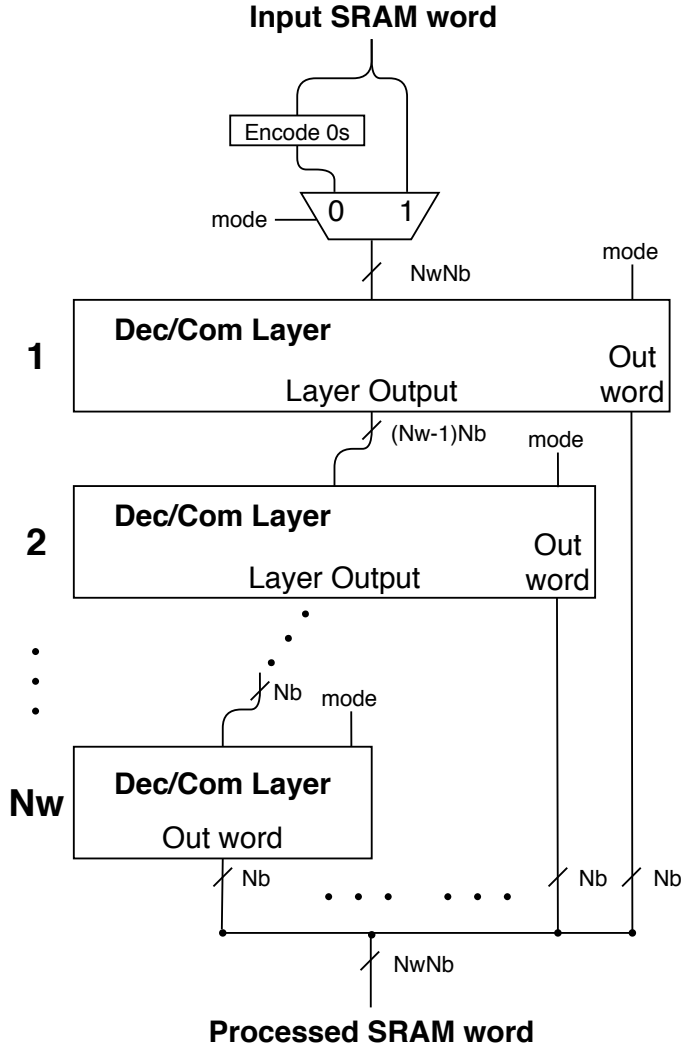 Input SRAM word
Encode 0s
mode
0 1
NwNb
mode
1
Dec/Com Layer
Out
word
Layer Output
(Nw-1)Nb
mode
2
Dec/Com Layer
Out
word
Layer Output
Nb
mode
Nw
Dec/Com Layer
Out word
Nb
Nb
Nb
NwNb
Processed SRAM word